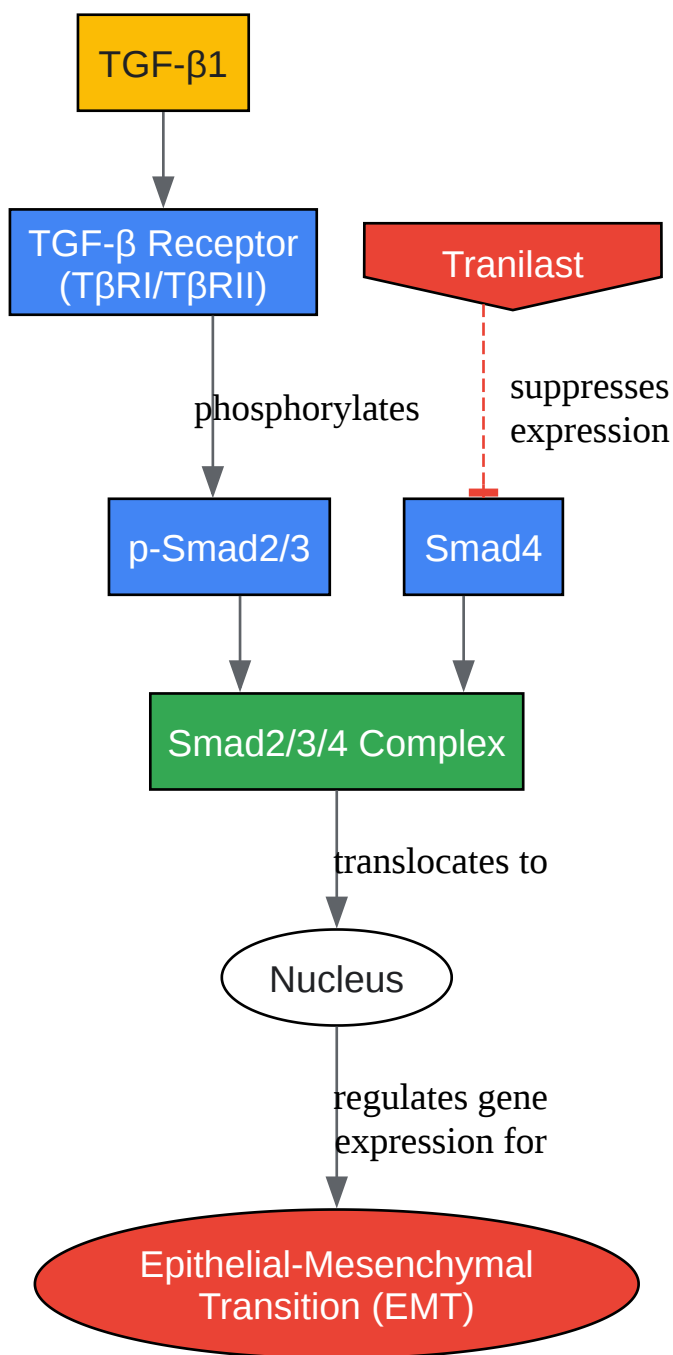 TGF-β1
TGF-β Receptor
(TβRI/TβRII)
Tranilast
phosphorylates
suppresses
expression
p-Smad2/3
Smad4
Smad2/3/4 Complex
translocates to
Nucleus
regulates gene
expression for
Epithelial-Mesenchymal
Transition (EMT)